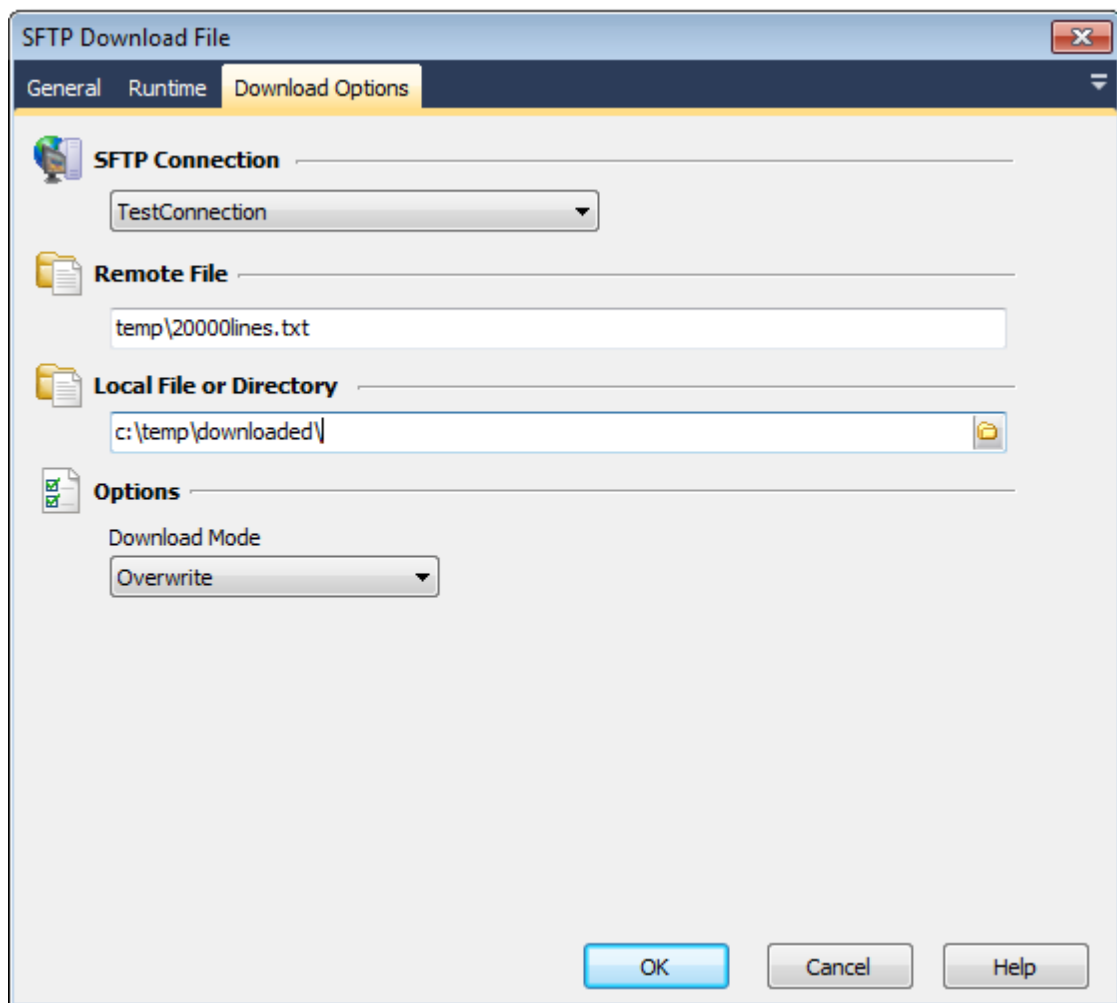 SFTP Download File
General Runtime Download Options
SFTP Connection
TestConnection
Remote File
temp\20000lines.txt
Local File or Directory
c:\temp\downloaded\
Options
Download Mode
Overwrite
OK Cancel Help